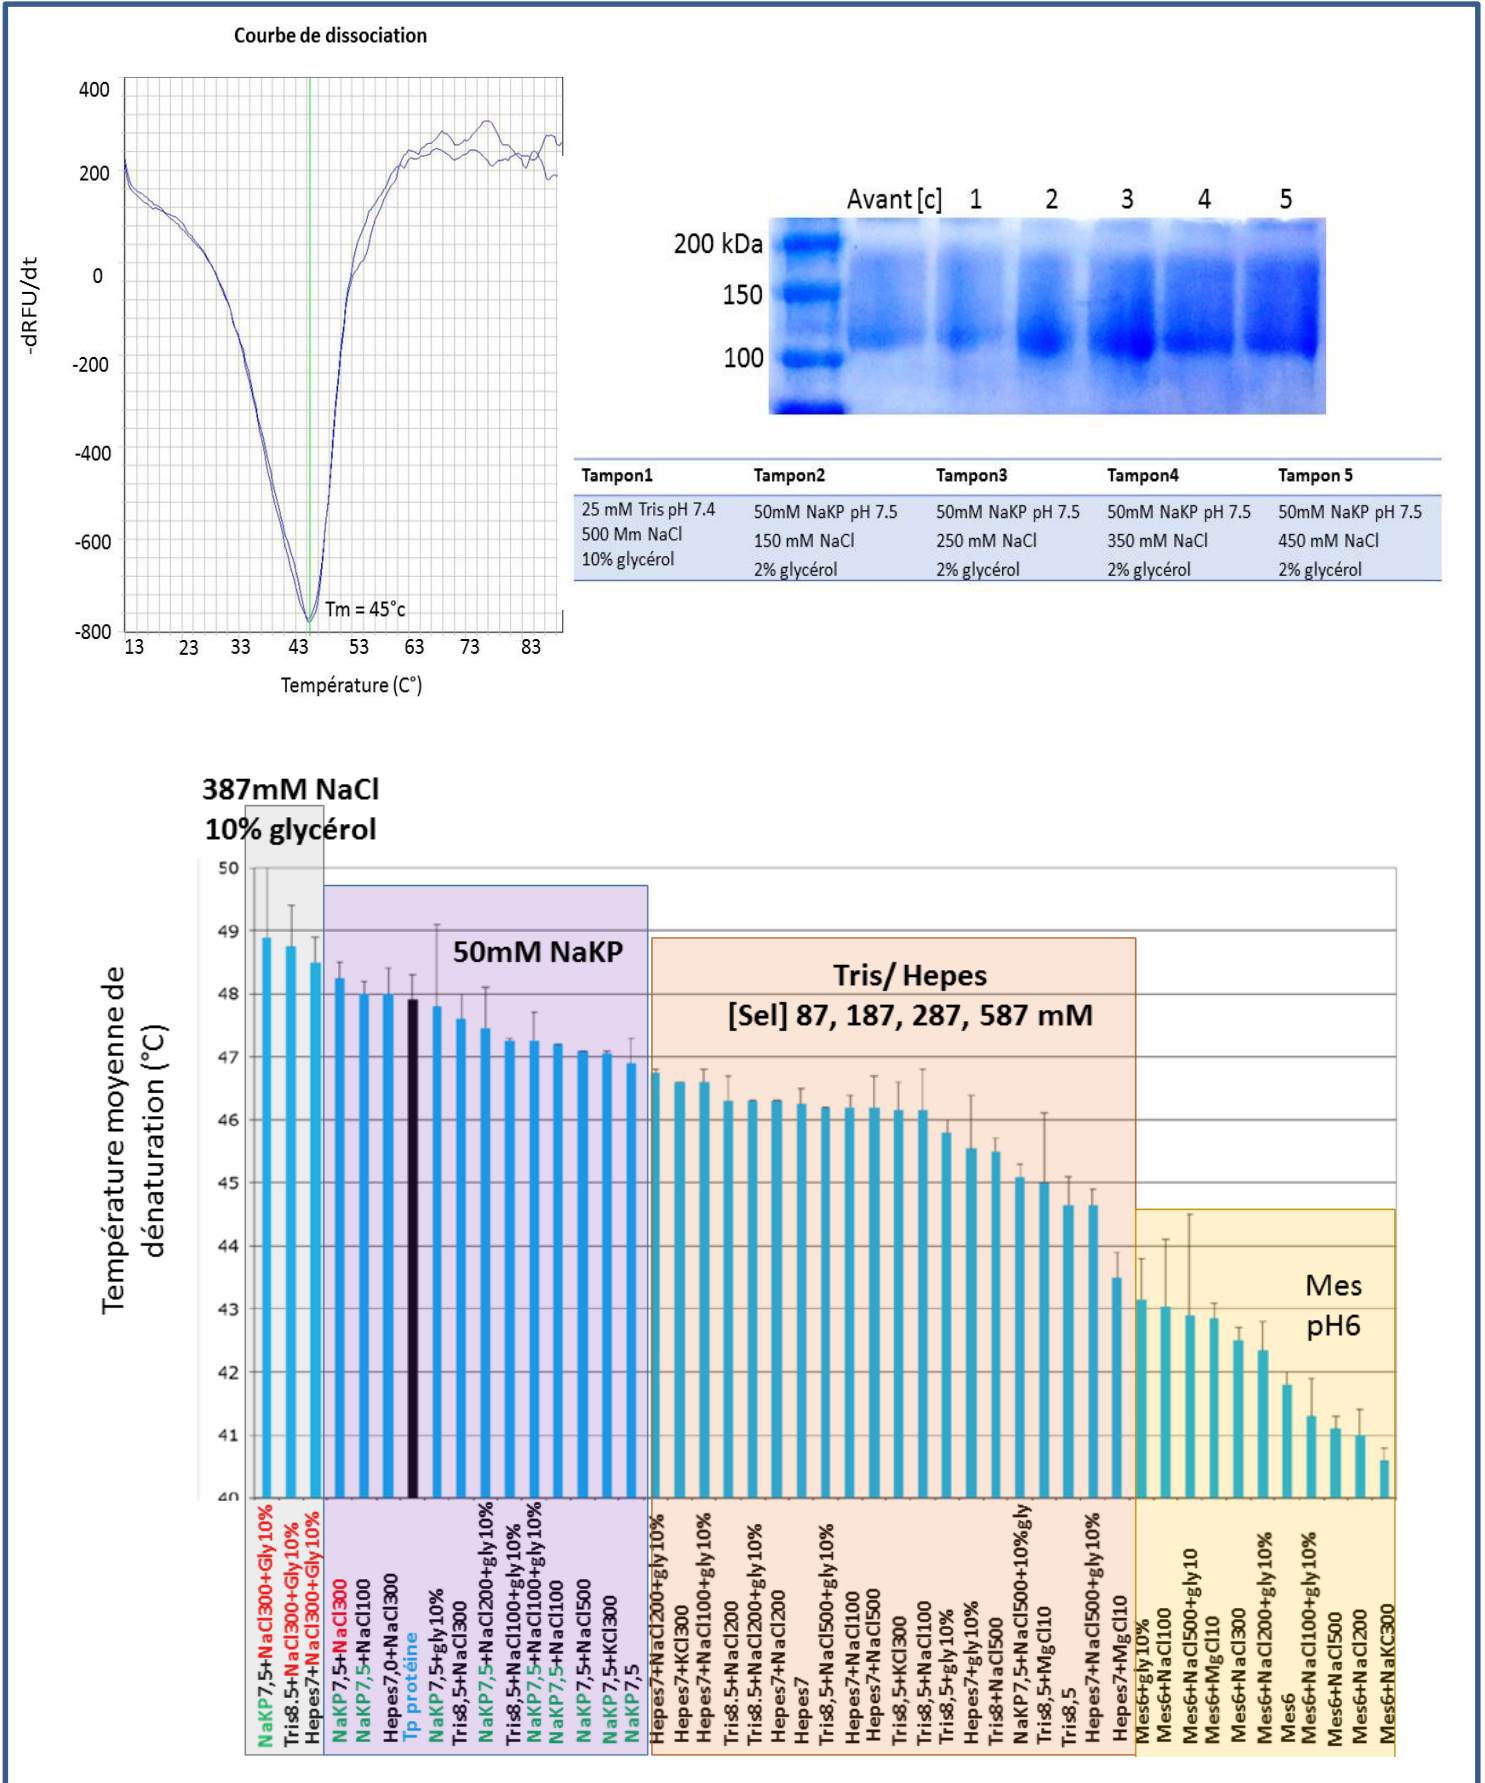 Courbe de dissociation
400
200
0
-200
-400
-600
-800
-dRFU/dt
Tm = 45°c
13 23 33 43 53 63 73 83
Température (C°)
Avant [c] 1 2 3 4 5
200 kDa
150
100
Tampon1 Tampon2 Tampon3 Tampon4 Tampon 5
25 mM Tris pH 7.4
500 Mm NaCl
10% glycérol
50mM NaKP pH 7.5
150 mM NaCl
2% glycérol
50mM NaKP pH 7.5
250 mM NaCl
2% glycérol
50mM NaKP pH 7.5
350 mM NaCl
2% glycérol
50mM NaKP pH 7.5
450 mM NaCl
2% glycérol
387mM NaCl
10% glycérol
50mM NaKP
Tris/ Hepes
[Sel] 87, 187, 287, 587 mM
Mes
pH6
Température moyenne de
dénaturation (°C)
50
49
48
47
46
45
44
43
42
41
40
NaKP7,5+NaCl300+Gly10%
Tris8.5+NaCl300+Gly10%
Hepes7+NaCl300+Gly10%
NaKP7,5+NaCl300
NaKP7,5+NaCl100
Hepes7,0+NaCl300
Tp protéine
NaKP7,5+gly10%
Tris8,5+NaCl300
NaKP7,5+NaCl200+gly10%
Tris8,5+NaCl100+gly10%
NaKP7,5+NaCl100+gly10%
NaKP7,5+NaCl100
NaKP7,5+NaCl500
NaKP7,5+KCl300
NaKP7,5
Hepes7+NaCl200+gly10%
Hepes7+KCl300
Hepes7+NaCl100+gly10%
Tris8.5+NaCl200
Tris8.5+NaCl200+gly10%
Hepes7+NaCl200
Hepes7
Tris8,5+NaCl500+gly10%
Hepes7+NaCl100
Hepes7+NaCl500
Tris8,5+KCl300
Tris8,5+NaCl100
Tris8,5+gly10%
Hepes7+gly10%
Tris8+NaCl500
NaKP7,5+NaCl500+10%gly
Tris8,5+MgCl10
Tris8,5
Hepes7+NaCl500+gly10%
Hepes7+MgCl10
Mes6+gly10%
Mes6+NaCl100
Mes6+NaCl500+gly10
Mes6+MgCl10
Mes6+NaCl300
Mes6+NaCl200+gly10%
Mes6
Mes6+NaCl100+gly10%
Mes6+NaCl500
Mes6+NaCl200
Mes6+NaKC300